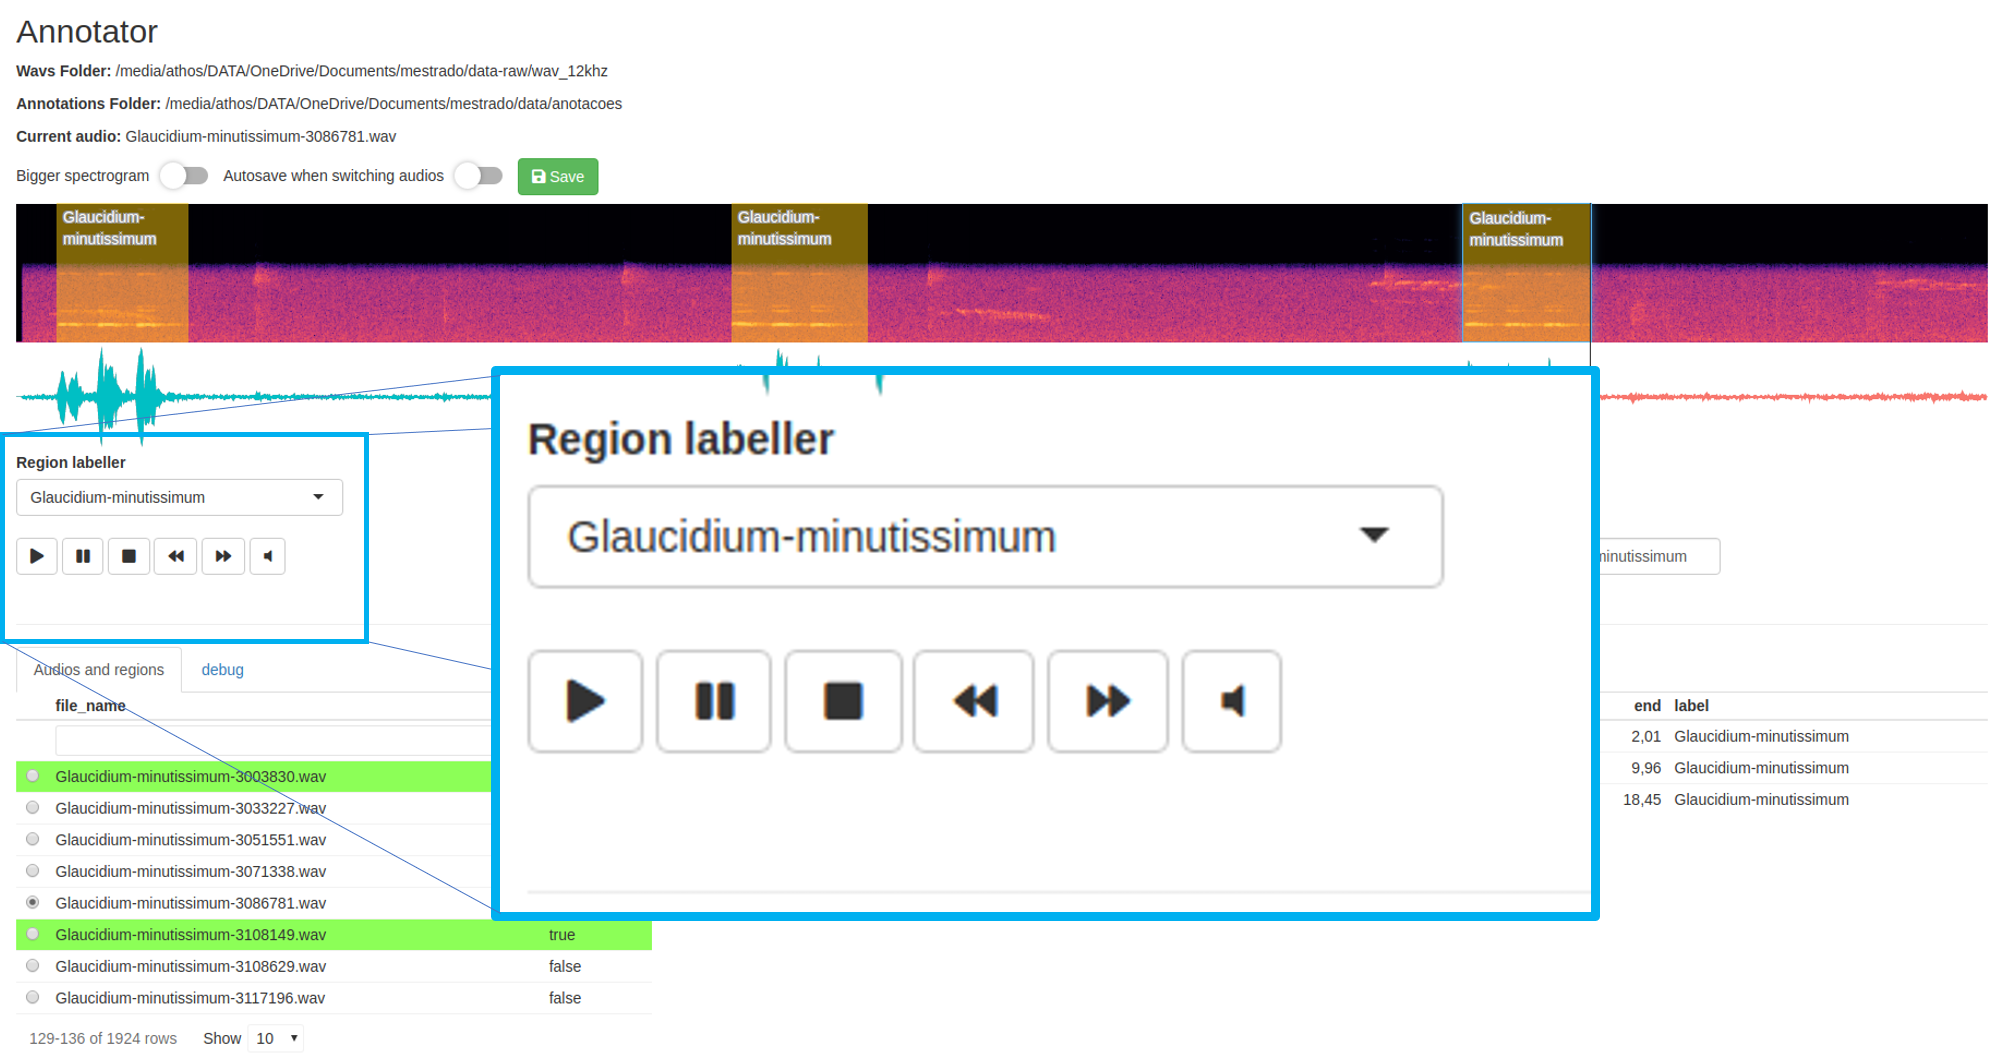 Annotator
Wavs Folder: /media/athos/DATA/OneDrive/Documents/mestrado/data-raw/wav_12khz
Annotations Folder: /media/athos/DATA/OneDrive/Documents/mestrado/data/anotacoes
Current audio: Glaucidium-minutissimum-3086781.wav
Bigger spectrogram Autosave when switching audios Save
Glaucidium-
minutissimum
Glaucidium-
minutissimum
Glaucidium-
minutissimum
Region labeller
Glaucidium-minutissimum
Region labeller
Glaucidium-minutissimum
minutissimum
Audios and regions debug
file_name
Glaucidium-minutissimum-3003830.wav
Glaucidium-minutissimum-3033227.wav
Glaucidium-minutissimum-3051551.wav
Glaucidium-minutissimum-3071338.wav
Glaucidium-minutissimum-3086781.wav
Glaucidium-minutissimum-3108149.wav true
Glaucidium-minutissimum-3108629.wav false
Glaucidium-minutissimum-3117196.wav false
129-136 of 1924 rows Show 10
end label
2,01 Glaucidium-minutissimum
9,96 Glaucidium-minutissimum
18,45 Glaucidium-minutissimum